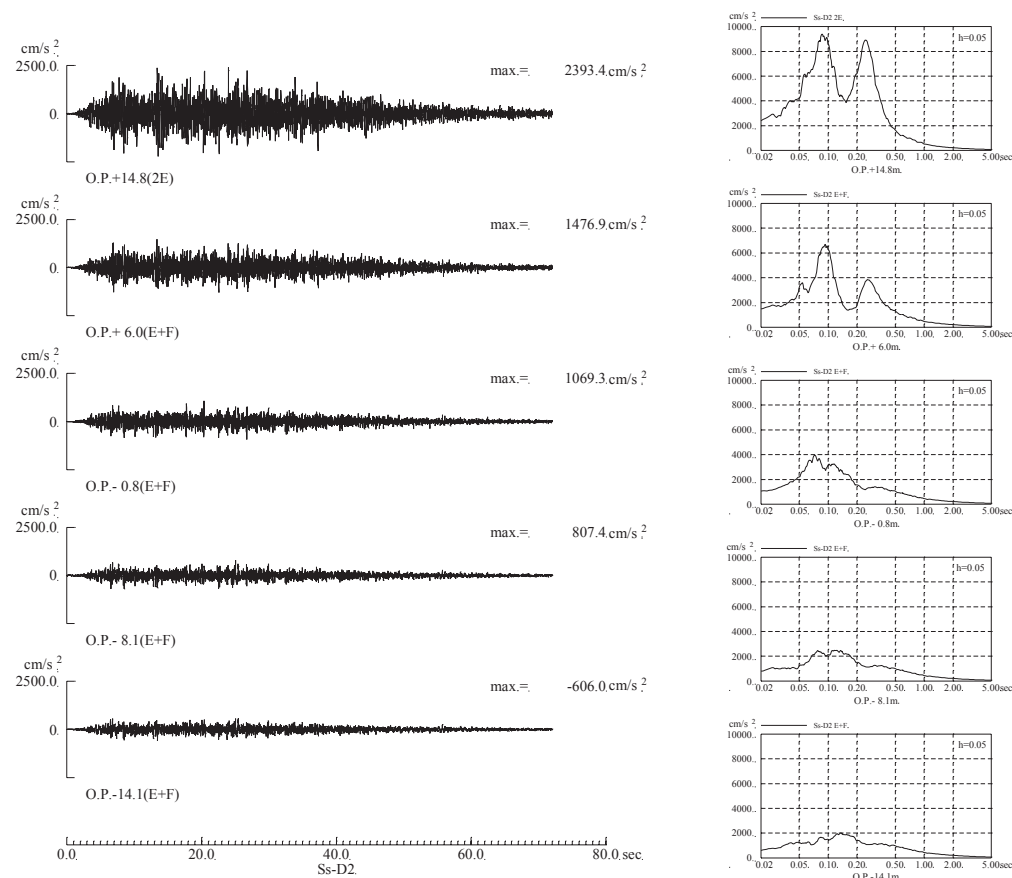 cm/s 2
2500.0
max.= 2393.4 cm/s 2
0.
O.P.+14.8(2E)
cm/s 2
2500.0
max.= 1476.9 cm/s 2
0.
O.P.+ 6.0(E+F)
cm/s 2
2500.0
max.= 1069.3 cm/s 2
0.
O.P.- 0.8(E+F)
cm/s 2
2500.0
max.= 807.4 cm/s 2
0.
O.P.- 8.1(E+F)
cm/s 2
2500.0
max.= -606.0 cm/s 2
0.
O.P.-14.1(E+F)
0.0 20.0 40.0 60.0 80.0 sec
Ss-D2
cm/s 2 Ss-D2 2E
10000.
h=0.05
8000.
6000.
4000.
2000.
0.
0.02 0.05 0.10 0.20 0.50 1.00 2.00 5.00sec
O.P.+14.8m
cm/s 2 Ss-D2 E+F
10000.
h=0.05
8000.
6000.
4000.
2000.
0.
0.02 0.05 0.10 0.20 0.50 1.00 2.00 5.00sec
O.P.+ 6.0m
cm/s 2 Ss-D2 E+F
10000.
h=0.05
8000.
6000.
4000.
2000.
0.
0.02 0.05 0.10 0.20 0.50 1.00 2.00 5.00sec
O.P.- 0.8m
cm/s 2 Ss-D2 E+F
10000.
h=0.05
8000.
6000.
4000.
2000.
0.
0.02 0.05 0.10 0.20 0.50 1.00 2.00 5.00sec
O.P.- 8.1m
cm/s 2 Ss-D2 E+F
10000.
h=0.05
8000.
6000.
4000.
2000.
0.
0.02 0.05 0.10 0.20 0.50 1.00 2.00 5.00sec
O.P.-14.1m